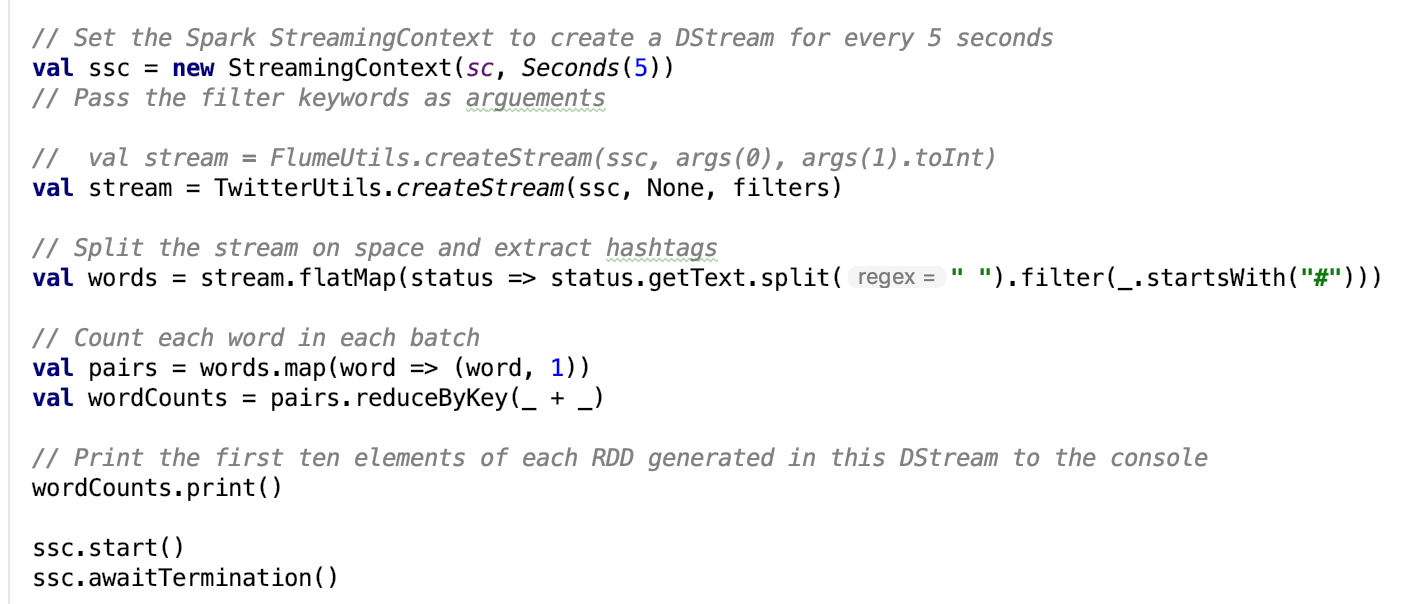 // Set the Spark StreamingContext to create a DStream for every 5 seconds
val ssc = new StreamingContext(sc, Seconds(5))
// Pass the filter keywords as arguements
//  val stream = FlumeUtils.createStream(ssc, args(0), args(1).toInt)
val stream = TwitterUtils.createStream(ssc, None, filters)
// Split the stream on space and extract hashtags
val words = stream.flatMap(status => status.getText.split( regex = " ").filter(_.startsWith("#")))
// Count each word in each batch
val pairs = words.map(word => (word, 1))
val wordCounts = pairs.reduceByKey(_ + _)
// Print the first ten elements of each RDD generated in this DStream to the console
wordCounts.print()
ssc.start()
ssc.awaitTermination()